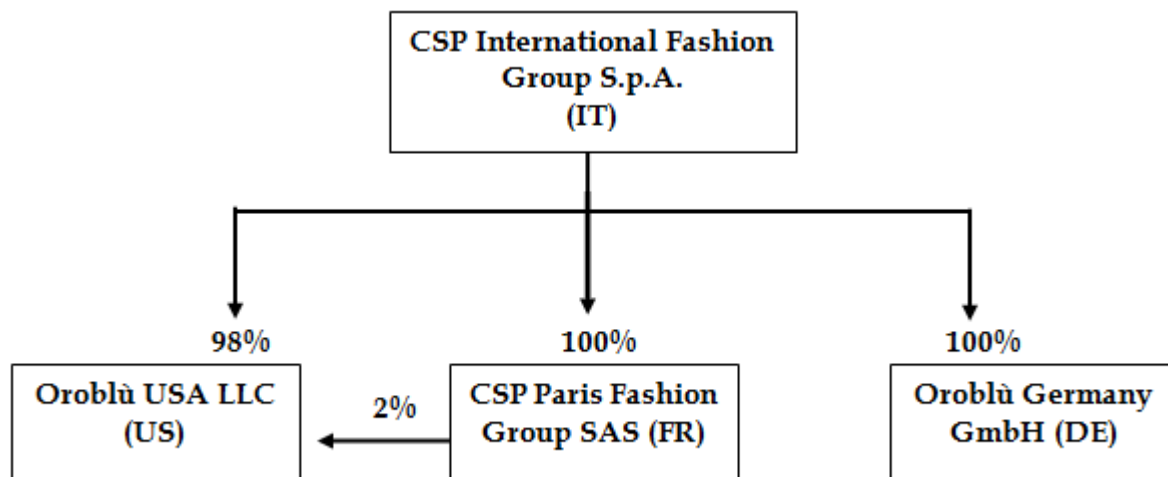 CSP International Fashion
Group S.p.A.
(IT)
98%
100%
100%
Oroblù USA LLC
(US)
2%
CSP Paris Fashion
Group SAS (FR)
Oroblù Germany
GmbH (DE)